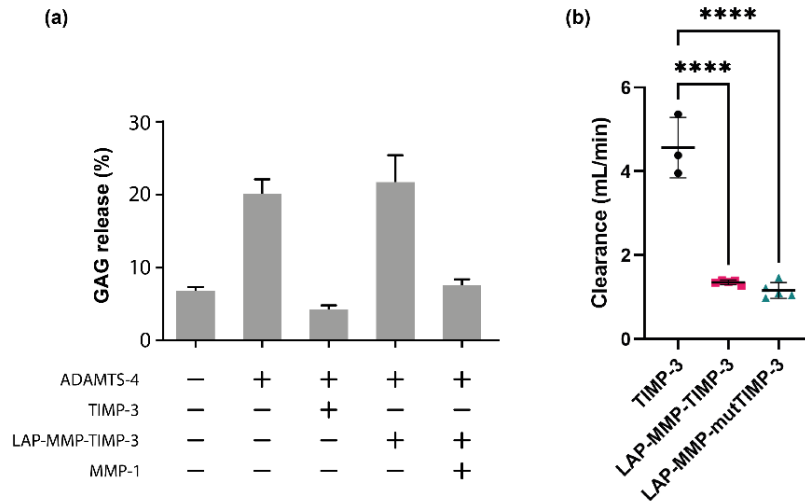 (a)
GAG release (%)
30
20
10
0
ADAMTS-4 – + + + +
TIMP-3 – – + – –
LAP-MMP-TIMP-3 – – – + +
MMP-1 – – – – +
(b)
****
****
Clearance (mL/min)
6
4
2
0
TIMP-3
LAP-MMP-TIMP-3
LAP-MMP-mutTIMP-3